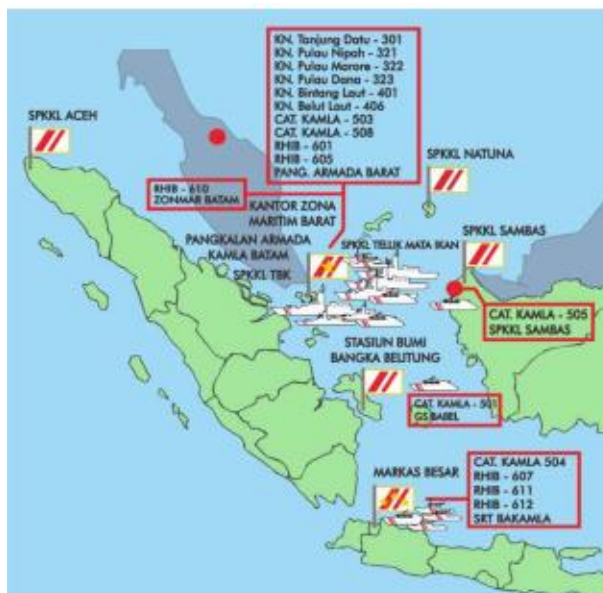 KN. Tanjung Datu - 301
KN. Pulau Nipah - 321
KN. Pulau Marore - 322
KN. Pulau Dana - 323
KN. Bintang Laut - 401
KN. Belut Laut - 406
CAT. KAMLA - 503
CAT. KAMLA - 508
RHIB - 601
RHIB - 605
PANG. ARMADA BARAT
SPKKL ACEH
SPKKL NATUNA
RHIB - 610
ZONMAR BATAM
KANTOR ZONA
MARITIM BARAT
PANGKALAN ARMADA
KAMLA BATAM
SPKKL TBK
SPKKL TELUK MATA IKAN
SPKKL SAMBAS
CAT. KAMLA - 505
SPKKL SAMBAS
STASIUN BUMI
BANGKA BELITUNG
CAT. KAMLA - 501
GS BABEL
MARKAS BESAR
CAT. KAMLA 504
RHIB - 607
RHIB - 611
RHIB - 612
SRT BAKAMLA